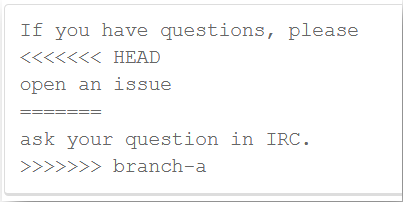 If you have questions, please
<<<<<<< HEAD
open an issue
=======
ask your question in IRC.
>>>>>>> branch-a